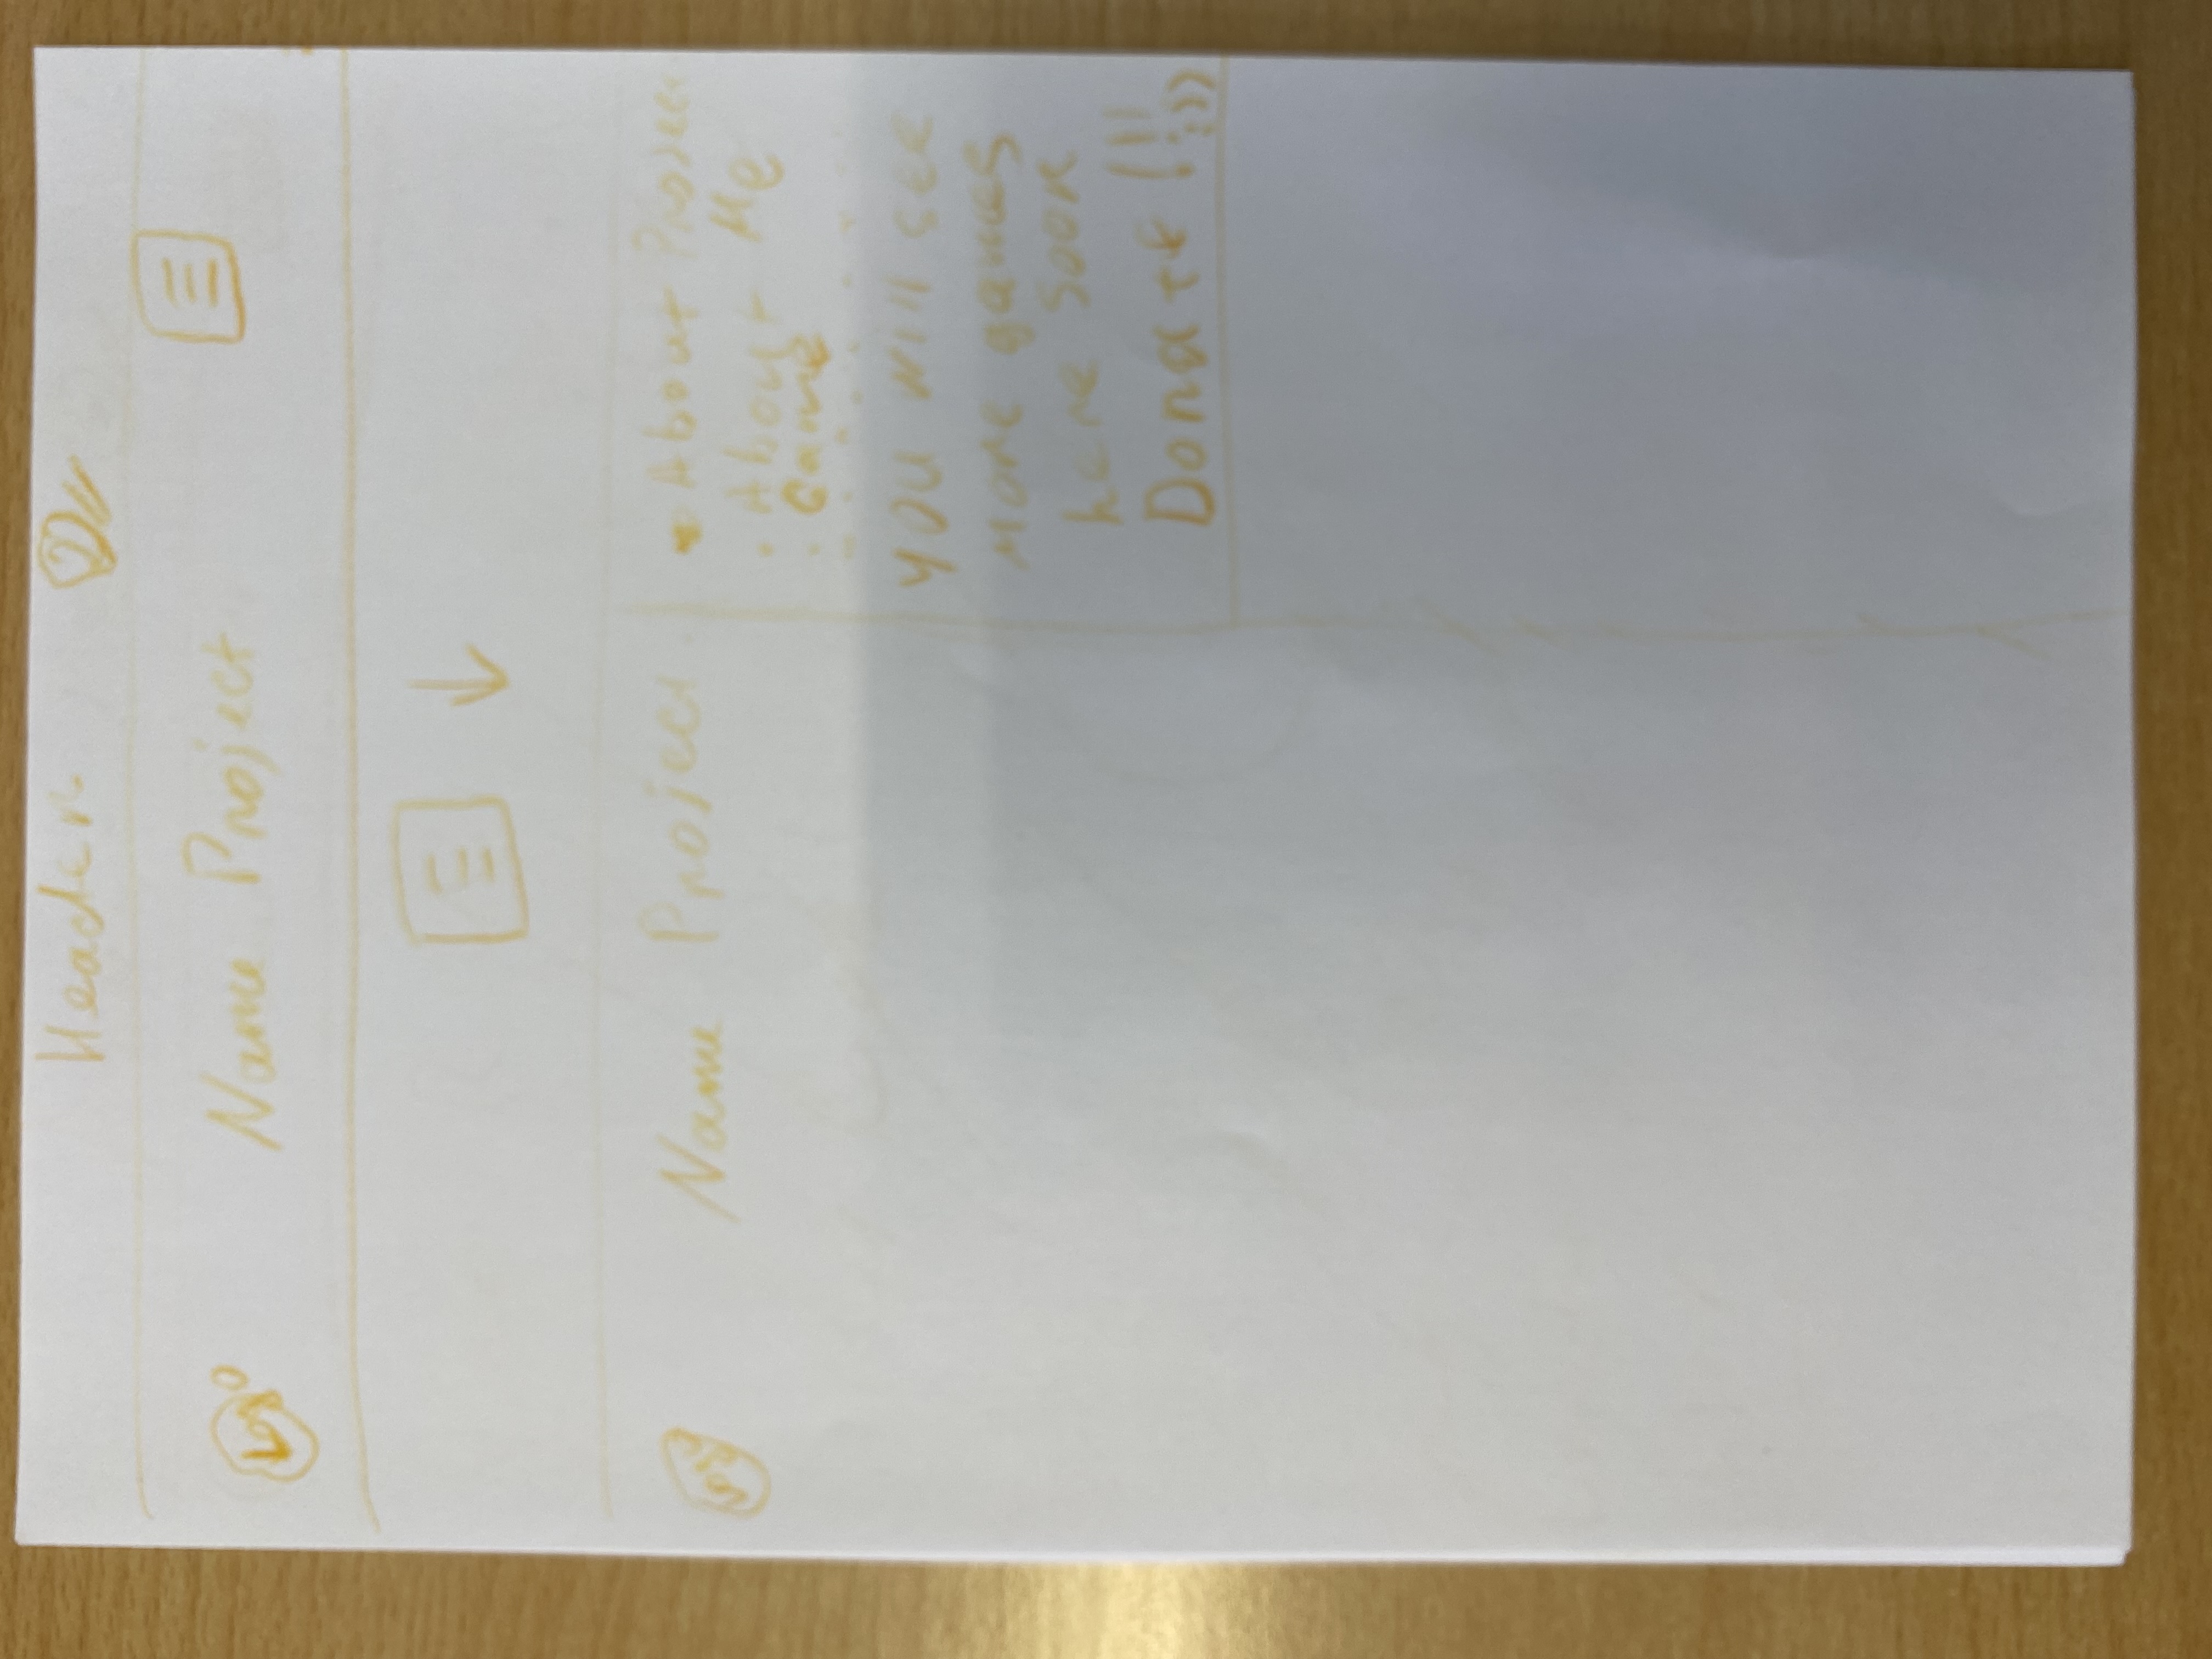 Header
Logo Name Project
Logo Name Project
• About Project
• About Me
• Game
you will see
more games
here soon
Donate !!! :))